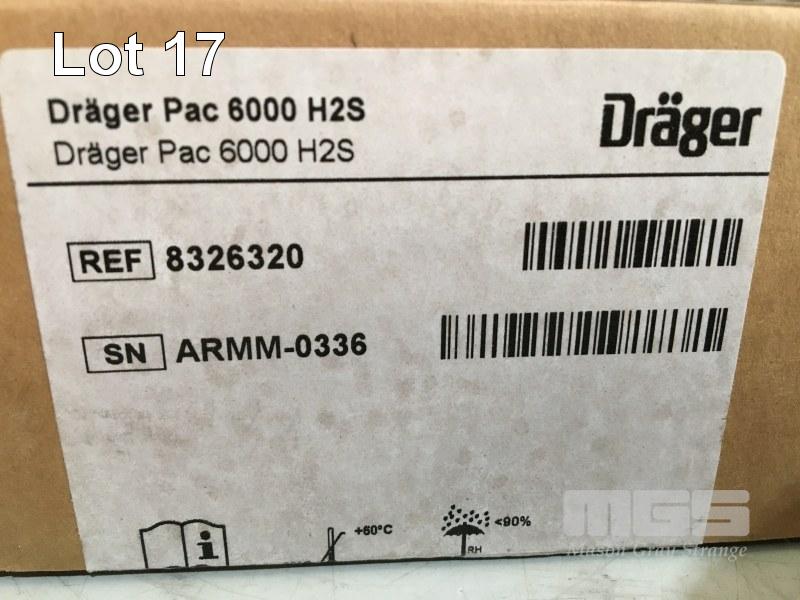 Lot 17
Dräger Pac 6000 H2S
Dräger Pac 6000 H2S
Dräger
REF 8326320
SN ARMM-0336
+60°C
<90%
RH
MGS
Mason Gray Strange